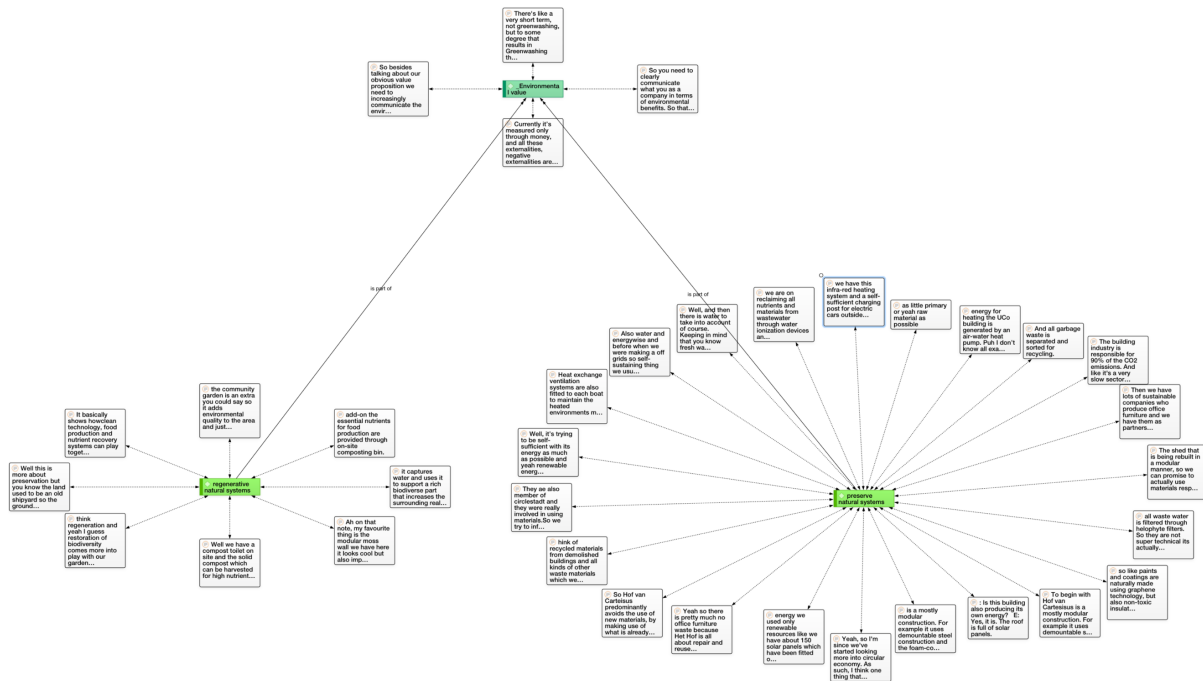 There's like a
very short term,
not greenwashing,
but to some
degree that
results in
Greenwashing
th...
So besides
talking about our
obvious value
proposition we
need to
increasingly
communicate the
envir...
_Environmenta
l value
So you need to
clearly
communicate
what you as a
company in terms
of environmental
benefits. So that...
Currently it's
measured only
through money,
and all these
externalities,
negative
externalities are...
is part of
is part of
we have this
infra-red heating
system and a self-
sufficient charging
post for electric
cars outside...
we are on
reclaiming all
nutrients and
materials from
wastewater
through water
ionization devices
an...
Well, and then
there is water to
take into account
of course.
Keeping in mind
that you know
fresh wa...
as little primary
or yeah raw
material as
possible
energy for
heating the UCo
building is
generated by an
air-water heat
pump. Puh I don't
know all exa...
And all garbage
waste is
separated and
sorted for
recycling.
The building
industry is
responsible for
90% of the CO2
emissions. And
like it's a very
slow sector...
Also water and
energywise and
before when we
were making a off
grids so self-
sustaining thing
we usu...
Heat exchange
ventilation
systems are also
fitted to each boat
to maintain the
heated
environments m...
Then we have
lots of sustainable
companies who
produce office
furniture and we
have them as
partners...
Well, it's trying
to be self-
sufficient with its
energy as much
as possible and
yeah renewable
energ...
The shed that
is being rebuilt in
a modular
manner, so we
can promise to
actually use
materials resp...
They ae also
member of
circlestadt and
they were really
involved in using
materials.So we
try to inf...
preserve
natural systems
all waste water
is filtered through
helophyte filters.
So they are not
super technical its
actually...
hink of
recycled materials
from demolished
buildings and all
kinds of other
waste materials
which we...
so like paints
and coatings are
naturally made
using graphene
technology, but
also non-toxic
insulat...
So Hof van
Carteisus
predominantly
avoids the use of
new materials, by
making use of
what is already...
Yeah so there
is pretty much no
office furniture
waste because
Het Hof is all
about repair and
reuse...
energy we
used only
renewable
resources like we
have about 150
solar panels which
have been fitted
o...
Yeah, so I'm
since we've
started looking
more into circular
economy. As
such, I think one
thing that...
is a mostly
modular
construction. For
example it uses
demountable steel
construction and
the foam-co...
: Is this building
also producing its
own energy? E:
Yes, it is. The roof
is full of solar
panels.
To begin with
Hof van
Cartesisus is a
mostly modular
construction. For
example it uses
demountable s...
the community
garden is an extra
you could say so
it adds
environmental
quality to the area
and just...
It basically
shows howclean
technology, food
production and
nutrient recovery
systems can play
toget...
add-on the
essential nutrients
for food
production are
provided through
on-site
composting bin.
Well this is
more about
preservation but
you know the land
used to be an old
shipyard so the
ground...
regenerative
natural systems
it captures
water and uses it
to support a rich
biodiverse part
that increases the
surrounding real...
think
regeneration and
yeah I guess
restoration of
biodiversity
comes more into
play with our
garden...
Well we have a
compost toilet on
site and the solid
compost which
can be harvested
for high nutrient...
Ah on that
note, my favourite
thing is the
modular moss
wall we have here
it looks cool but
also imp...